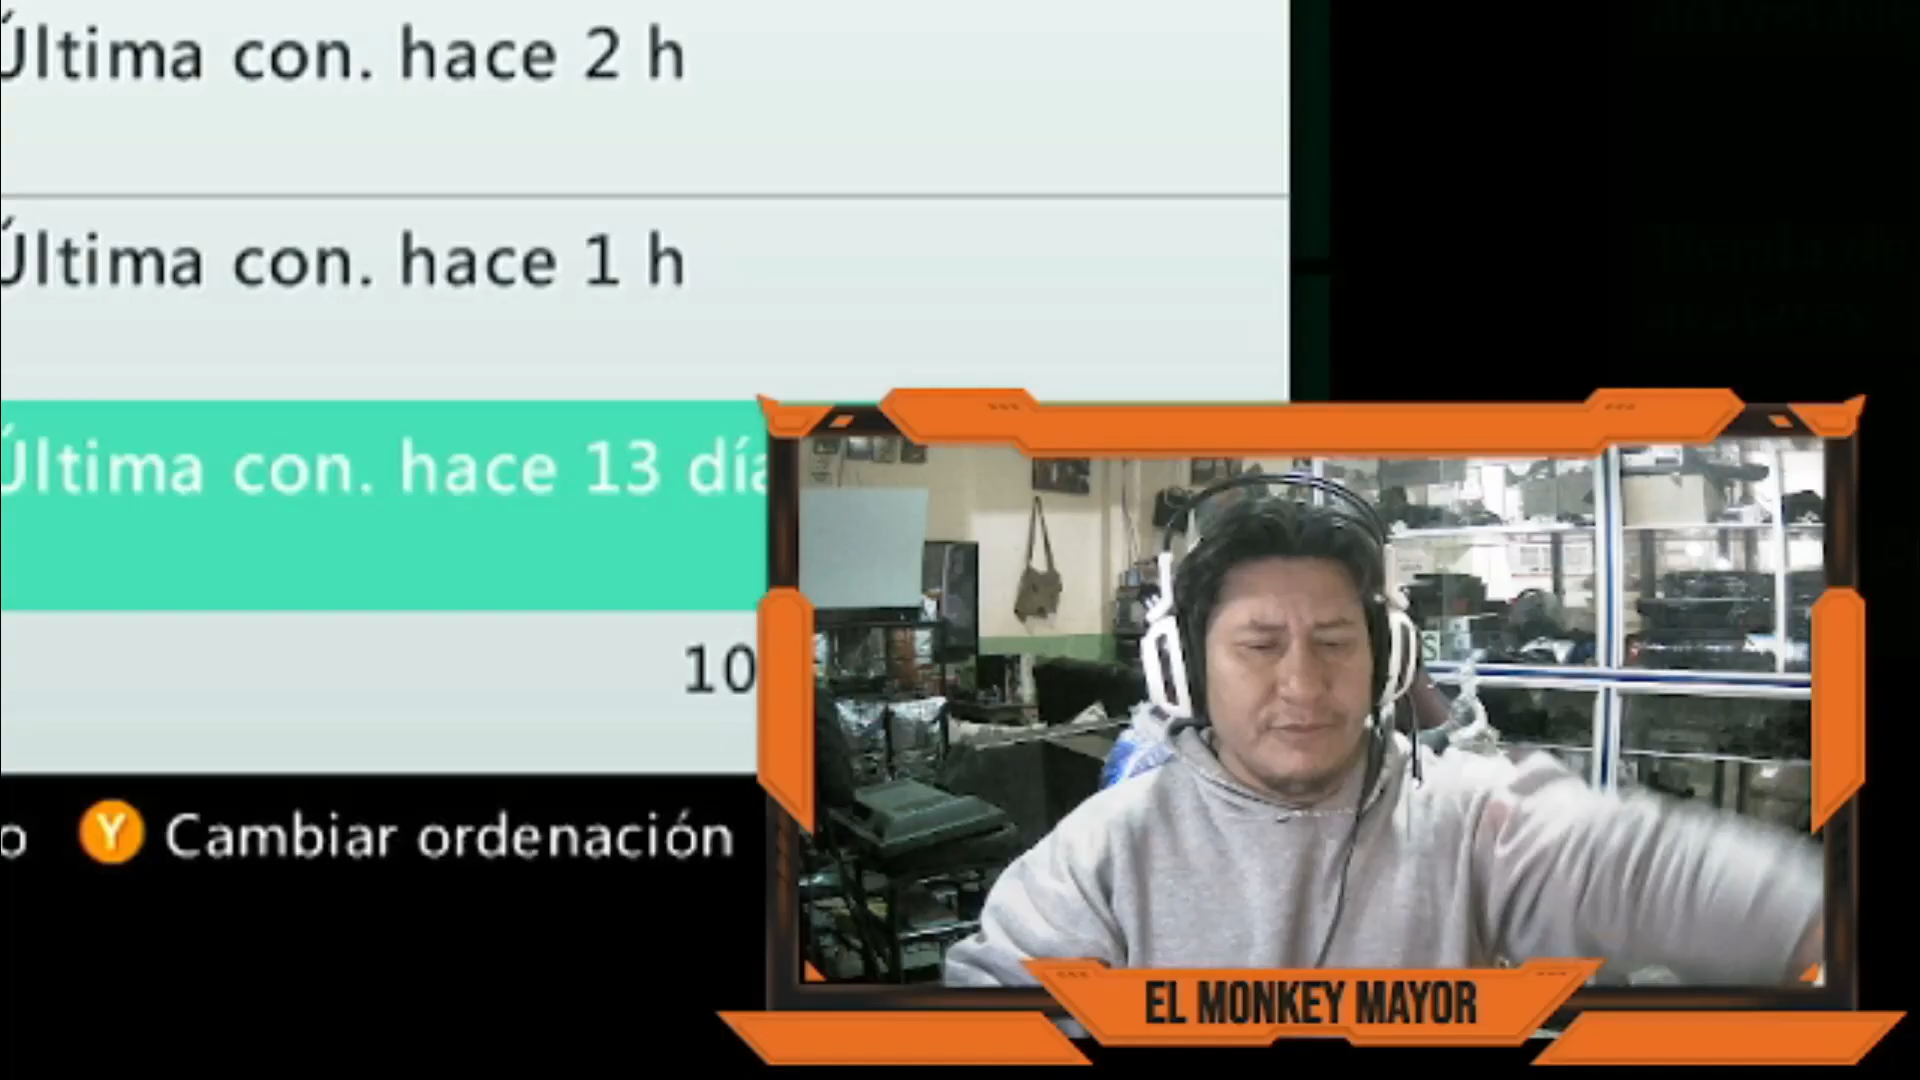 Última con. hace 2 h
Última con. hace 1 h
Última con. hace 13 día
10
o Y Cambiar ordenación
EL MONKEY MAYOR